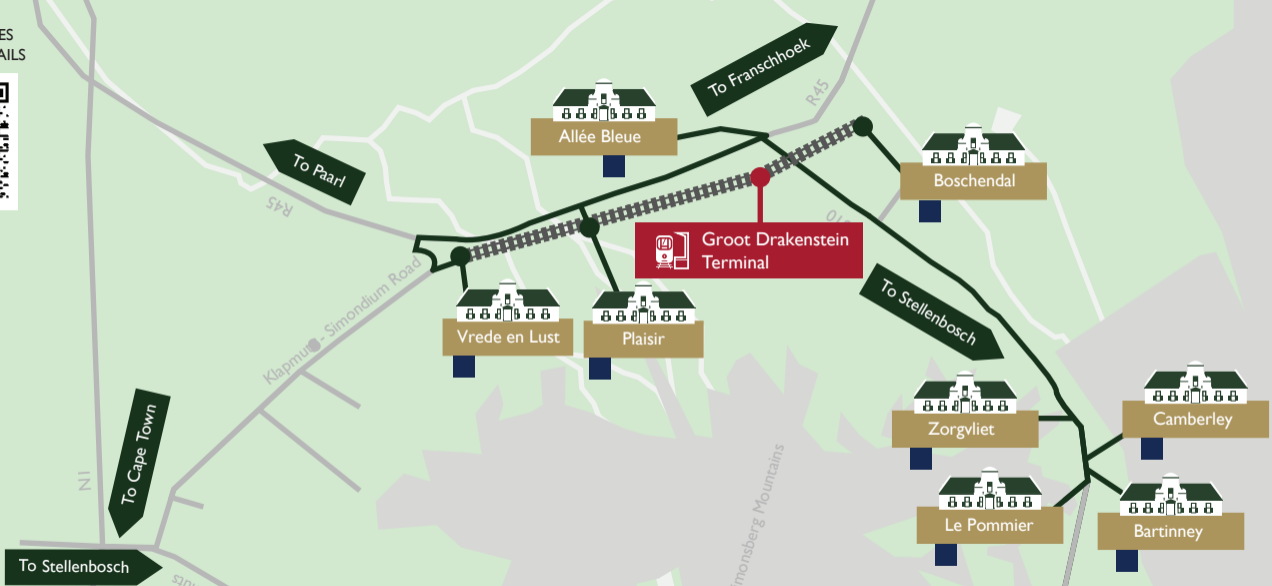 ES
AILS
To Franschhoek
R45
Allée Bleue
To Paarl
R45
Boschendal
Groot Drakenstein
Terminal
Klapmuts - Simondium Road
To Stellenbosch
Vrede en Lust
Plaisir
Zorgvliet
Camberley
To Cape Town
N1
Le Pommier
Bartinney
To Stellenbosch
monsberg Mountains